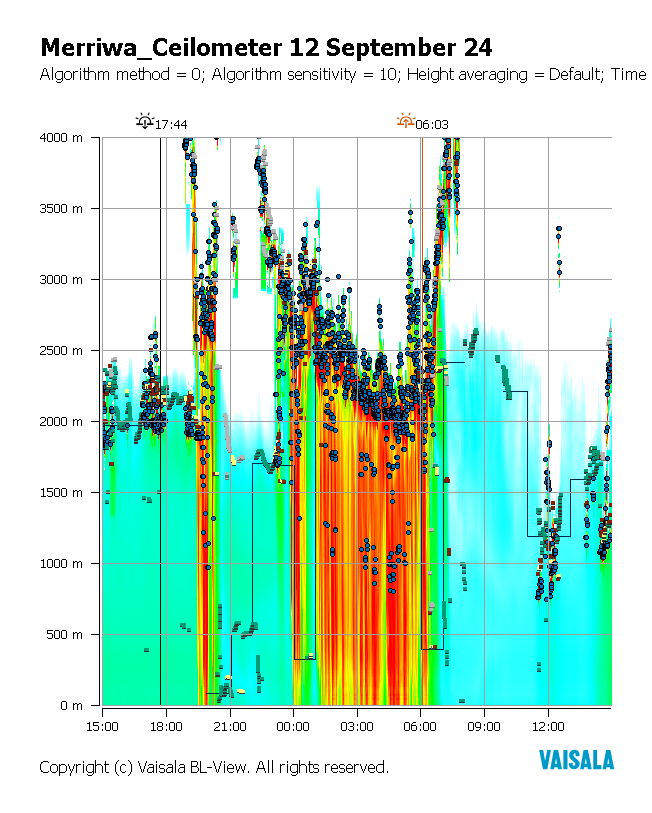 Merriwa_Ceilometer 12 September 24
Algorithm method = 0; Algorithm sensitivity = 10; Height averaging = Default; Time
17:44 06:03
4000 m
3500 m
3000 m
2500 m
2000 m
1500 m
1000 m
500 m
0 m
15:00 18:00 21:00 00:00 03:00 06:00 09:00 12:00
VAISALA
Copyright (c) Vaisala BL-View. All rights reserved.